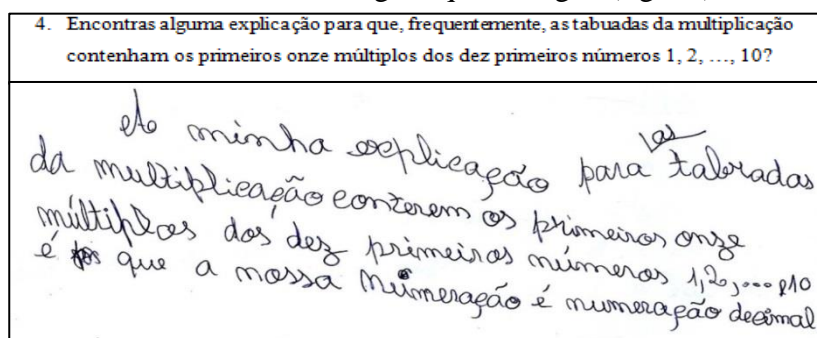 4. Encontras alguma explicação para que, frequentemente, as tabuadas da multiplicação
contenham os primeiros onze múltiplos dos dez primeiros números 1, 2, ..., 10?
A minha explicação para as tabuadas
da multiplicação conterem os primeiros onze
múltiplos dos dez primeiros números 1,2,...,10
é que a nossa numeração é numeração decimal